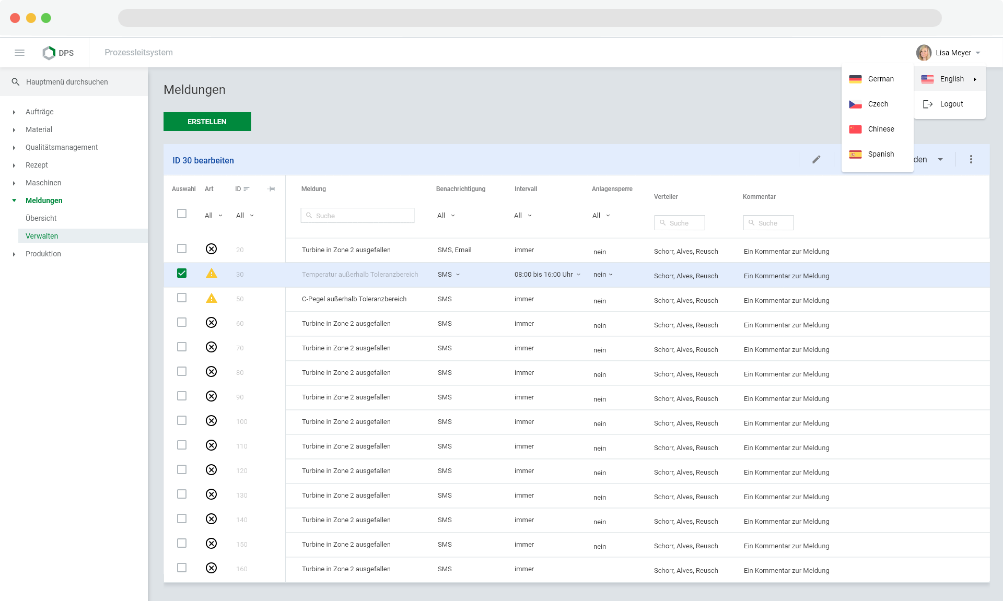 DPS
Prozessleitsystem
Lisa Meyer
Hauptmenü durchsuchen
German
English
Czech
Logout
Chinese
Spanish
Meldungen
ERSTELLEN
Aufträge
Material
Qualitätsmanagement
Rezept
Maschinen
Meldungen
Übersicht
Verwalten
Produktion
ID 30 bearbeiten
den
Auswahl Art ID Meldung Benachrichtigung Intervall Anlagensperre Verteiler Kommentar
All All Suche All All All Suche Suche
20 Turbine in Zone 2 ausgefallen SMS, Email immer nein Schorr, Alves, Reusch Ein Kommentar zur Meldung
30 Temperatur außerhalb Toleranzbereich SMS 08:00 bis 16:00 Uhr nein Schorr, Alves, Reusch Ein Kommentar zur Meldung
50 C-Pegel außerhalb Toleranzbereich SMS immer nein Schorr, Alves, Reusch Ein Kommentar zur Meldung
60 Turbine in Zone 2 ausgefallen SMS immer nein Schorr, Alves, Reusch Ein Kommentar zur Meldung
70 Turbine in Zone 2 ausgefallen SMS immer nein Schorr, Alves, Reusch Ein Kommentar zur Meldung
80 Turbine in Zone 2 ausgefallen SMS immer nein Schorr, Alves, Reusch Ein Kommentar zur Meldung
90 Turbine in Zone 2 ausgefallen SMS immer nein Schorr, Alves, Reusch Ein Kommentar zur Meldung
100 Turbine in Zone 2 ausgefallen SMS immer nein Schorr, Alves, Reusch Ein Kommentar zur Meldung
110 Turbine in Zone 2 ausgefallen SMS immer nein Schorr, Alves, Reusch Ein Kommentar zur Meldung
120 Turbine in Zone 2 ausgefallen SMS immer nein Schorr, Alves, Reusch Ein Kommentar zur Meldung
130 Turbine in Zone 2 ausgefallen SMS immer nein Schorr, Alves, Reusch Ein Kommentar zur Meldung
140 Turbine in Zone 2 ausgefallen SMS immer nein Schorr, Alves, Reusch Ein Kommentar zur Meldung
150 Turbine in Zone 2 ausgefallen SMS immer nein Schorr, Alves, Reusch Ein Kommentar zur Meldung
160 Turbine in Zone 2 ausgefallen SMS immer Schorr, Alves, Reusch Ein Kommentar zur Meldung